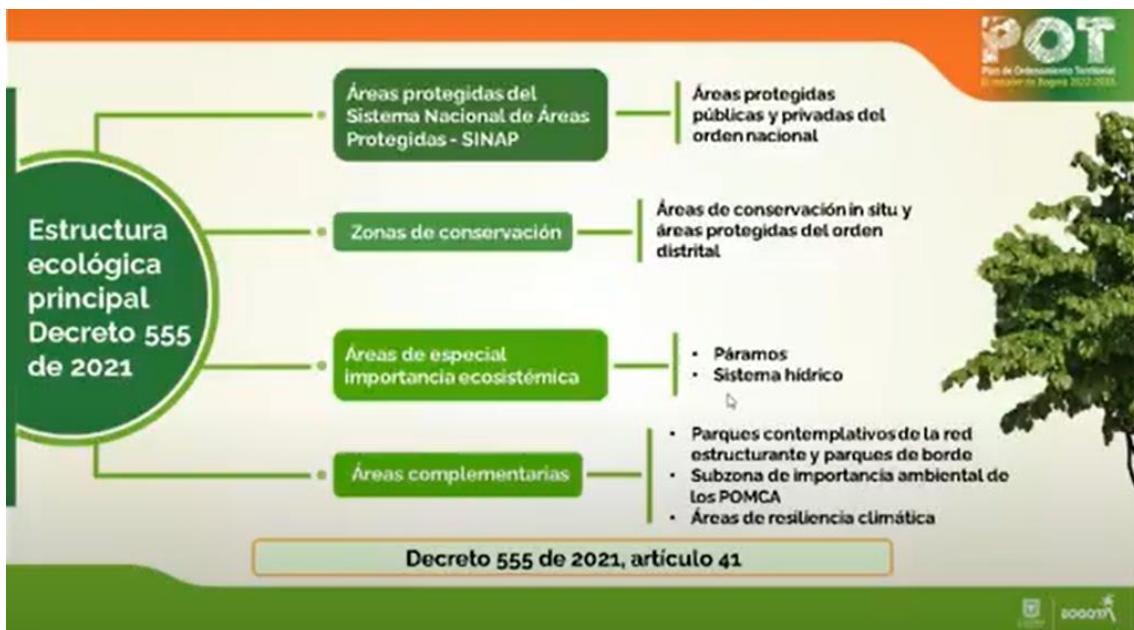 POT
Plan de Ordenamiento Territorial
Estructura
ecológica
principal
Decreto 555
de 2021
Áreas protegidas del
Sistema Nacional de Áreas
Protegidas - SINAP
Áreas protegidas
públicas y privadas del
orden nacional
Zonas de conservación
Áreas de conservación in situ y
áreas protegidas del orden
distrital
Áreas de especial
importancia ecosistémica
• Páramos
• Sistema hídrico
Áreas complementarias
• Parques contemplativos de la red
estructurante y parques de borde
• Subzona de importancia ambiental de
los POMCA
• Áreas de resiliencia climática
Decreto 555 de 2021, artículo 41
BOGOTÁ